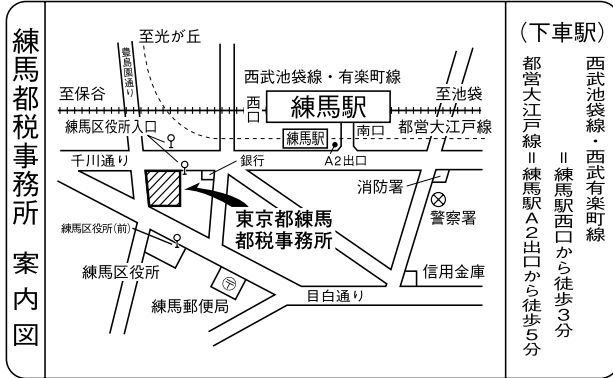 練馬都税事務所 案内図
至光が丘
豊島園通り
西武池袋線・有楽町線
至保谷
西口
練馬駅
至池袋
練馬区役所入口
練馬駅
南口
都営大江戸線
千川通り
銀行
A2出口
消防署
東京都練馬
都税事務所
警察署
練馬区役所(前)
練馬区役所
信用金庫
練馬郵便局
〒
目白通り
(下車駅)
西武池袋線・西武有楽町線
=練馬駅西口から徒歩3分
都営大江戸線=練馬駅A2出口から徒歩5分